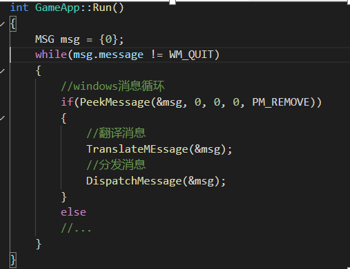 int GameApp::Run()
{
MSG msg = {0};
while(msg.message != WM_QUIT)
{
//windows消息循环
if(PeekMessage(&msg, 0, 0, 0, PM_REMOVE))
{
//翻译消息
TranslateMEssage(&msg);
//分发消息
DispatchMessage(&msg);
}
else
//...
}
}